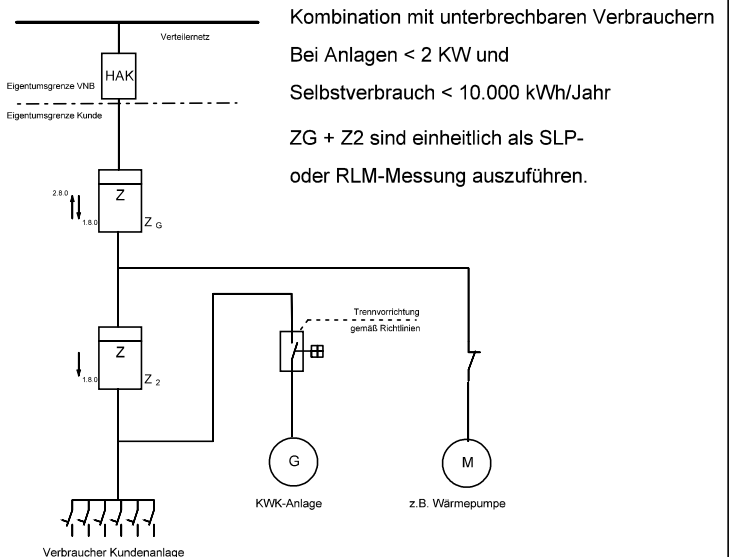 Kombination mit unterbrechbaren Verbrauchern
Bei Anlagen < 2 KW und
Selbstverbrauch < 10.000 kWh/Jahr
ZG + Z2 sind einheitlich als SLP-
oder RLM-Messung auszuführen.
Verteilernetz
HAK
Eigentumsgrenze VNB
Eigentumsgrenze Kunde
Z
2.8.0
1.8.0
Z G
Trennvorrichtung
gemäß Richtlinien
Z
1.8.0
Z 2
G
M
KWK-Anlage
z.B. Wärmepumpe
Verbraucher Kundenanlage